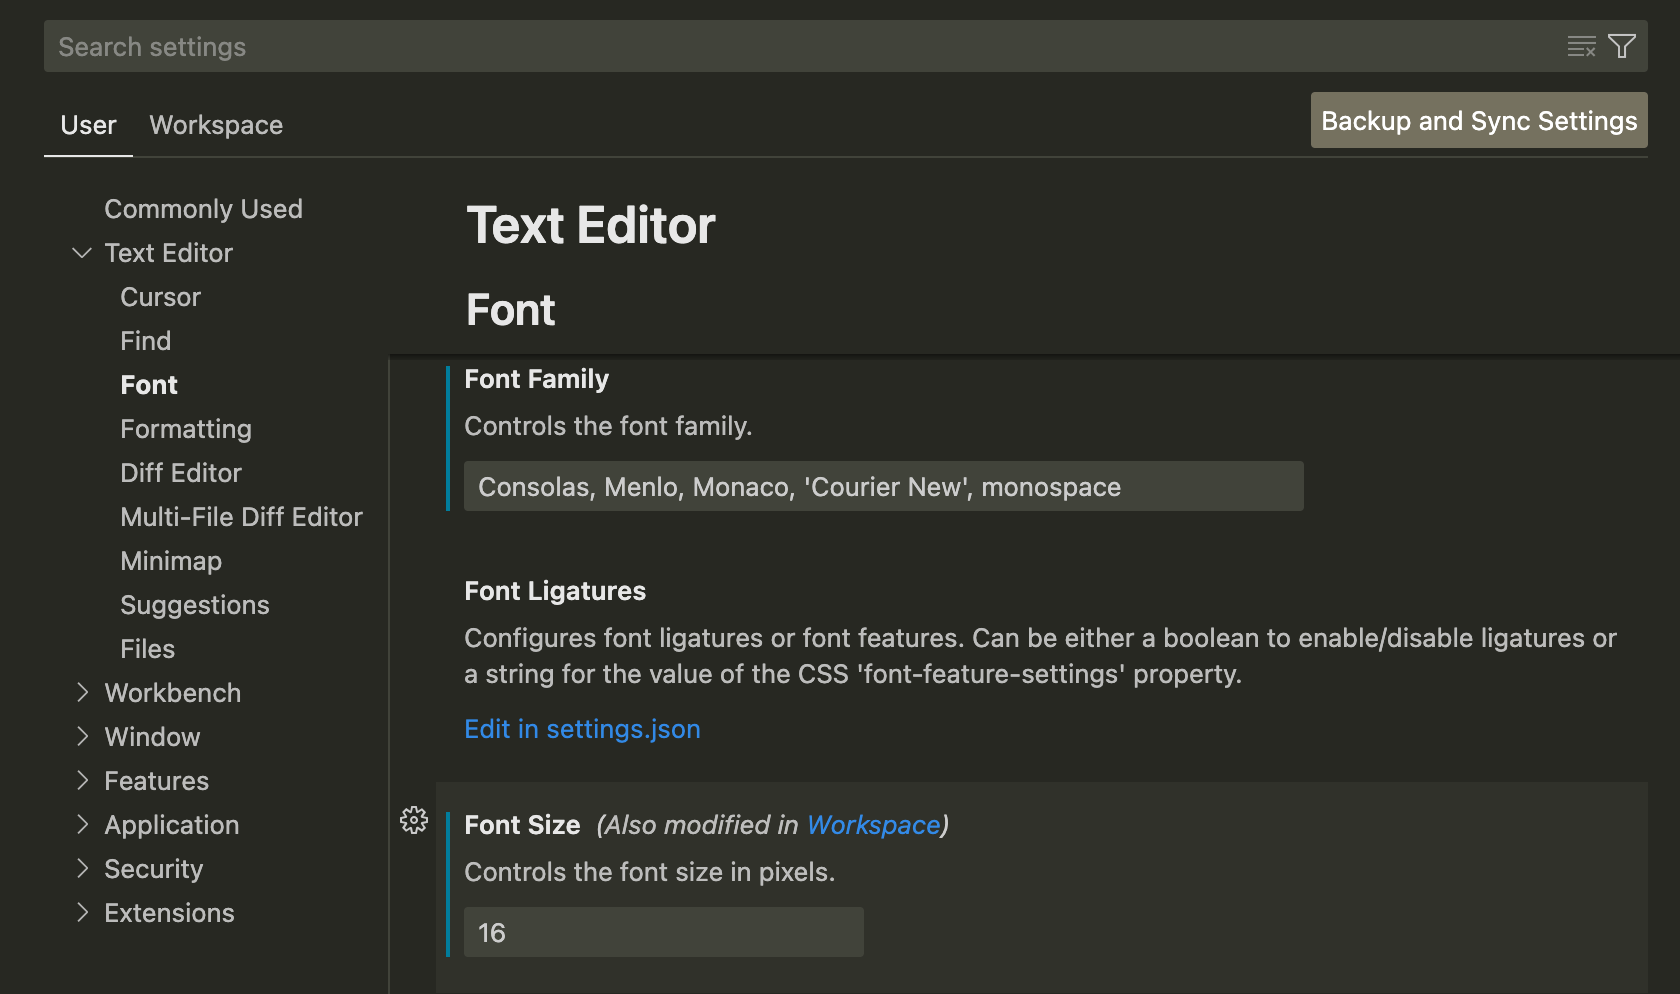 Search settings
User
Workspace
Backup and Sync Settings
Commonly Used
Text Editor
Cursor
Find
Font
Formatting
Diff Editor
Multi-File Diff Editor
Minimap
Suggestions
Files
Workbench
Window
Features
Application
Security
Extensions
Text Editor
Font
Font Family
Controls the font family.
Consolas, Menlo, Monaco, 'Courier New', monospace
Font Ligatures
Configures font ligatures or font features. Can be either a boolean to enable/disable ligatures or
a string for the value of the CSS 'font-feature-settings' property.
Edit in settings.json
Font Size (Also modified in Workspace)
Controls the font size in pixels.
16